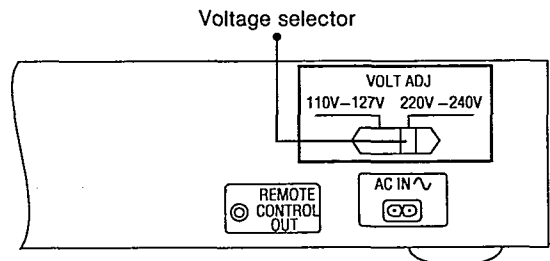 Voltage selector
VOLT ADJ
110V–127V 220V–240V
AC IN
REMOTE
CONTROL
OUT